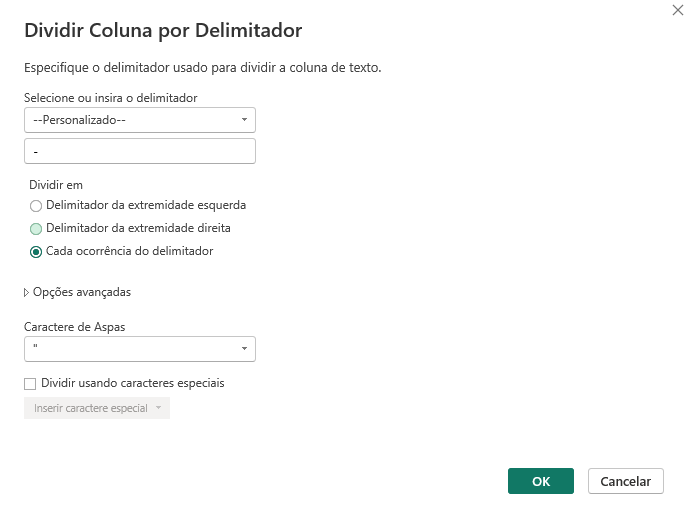 Dividir Coluna por Delimitador
Especifique o delimitador usado para dividir a coluna de texto.
Selecione ou insira o delimitador
--Personalizado--
-
Dividir em
Delimitador da extremidade esquerda
Delimitador da extremidade direita
Cada ocorrência do delimitador
Opções avançadas
Caractere de Aspas
"
Dividir usando caracteres especiais
Inserir caractere especial
OK
Cancelar